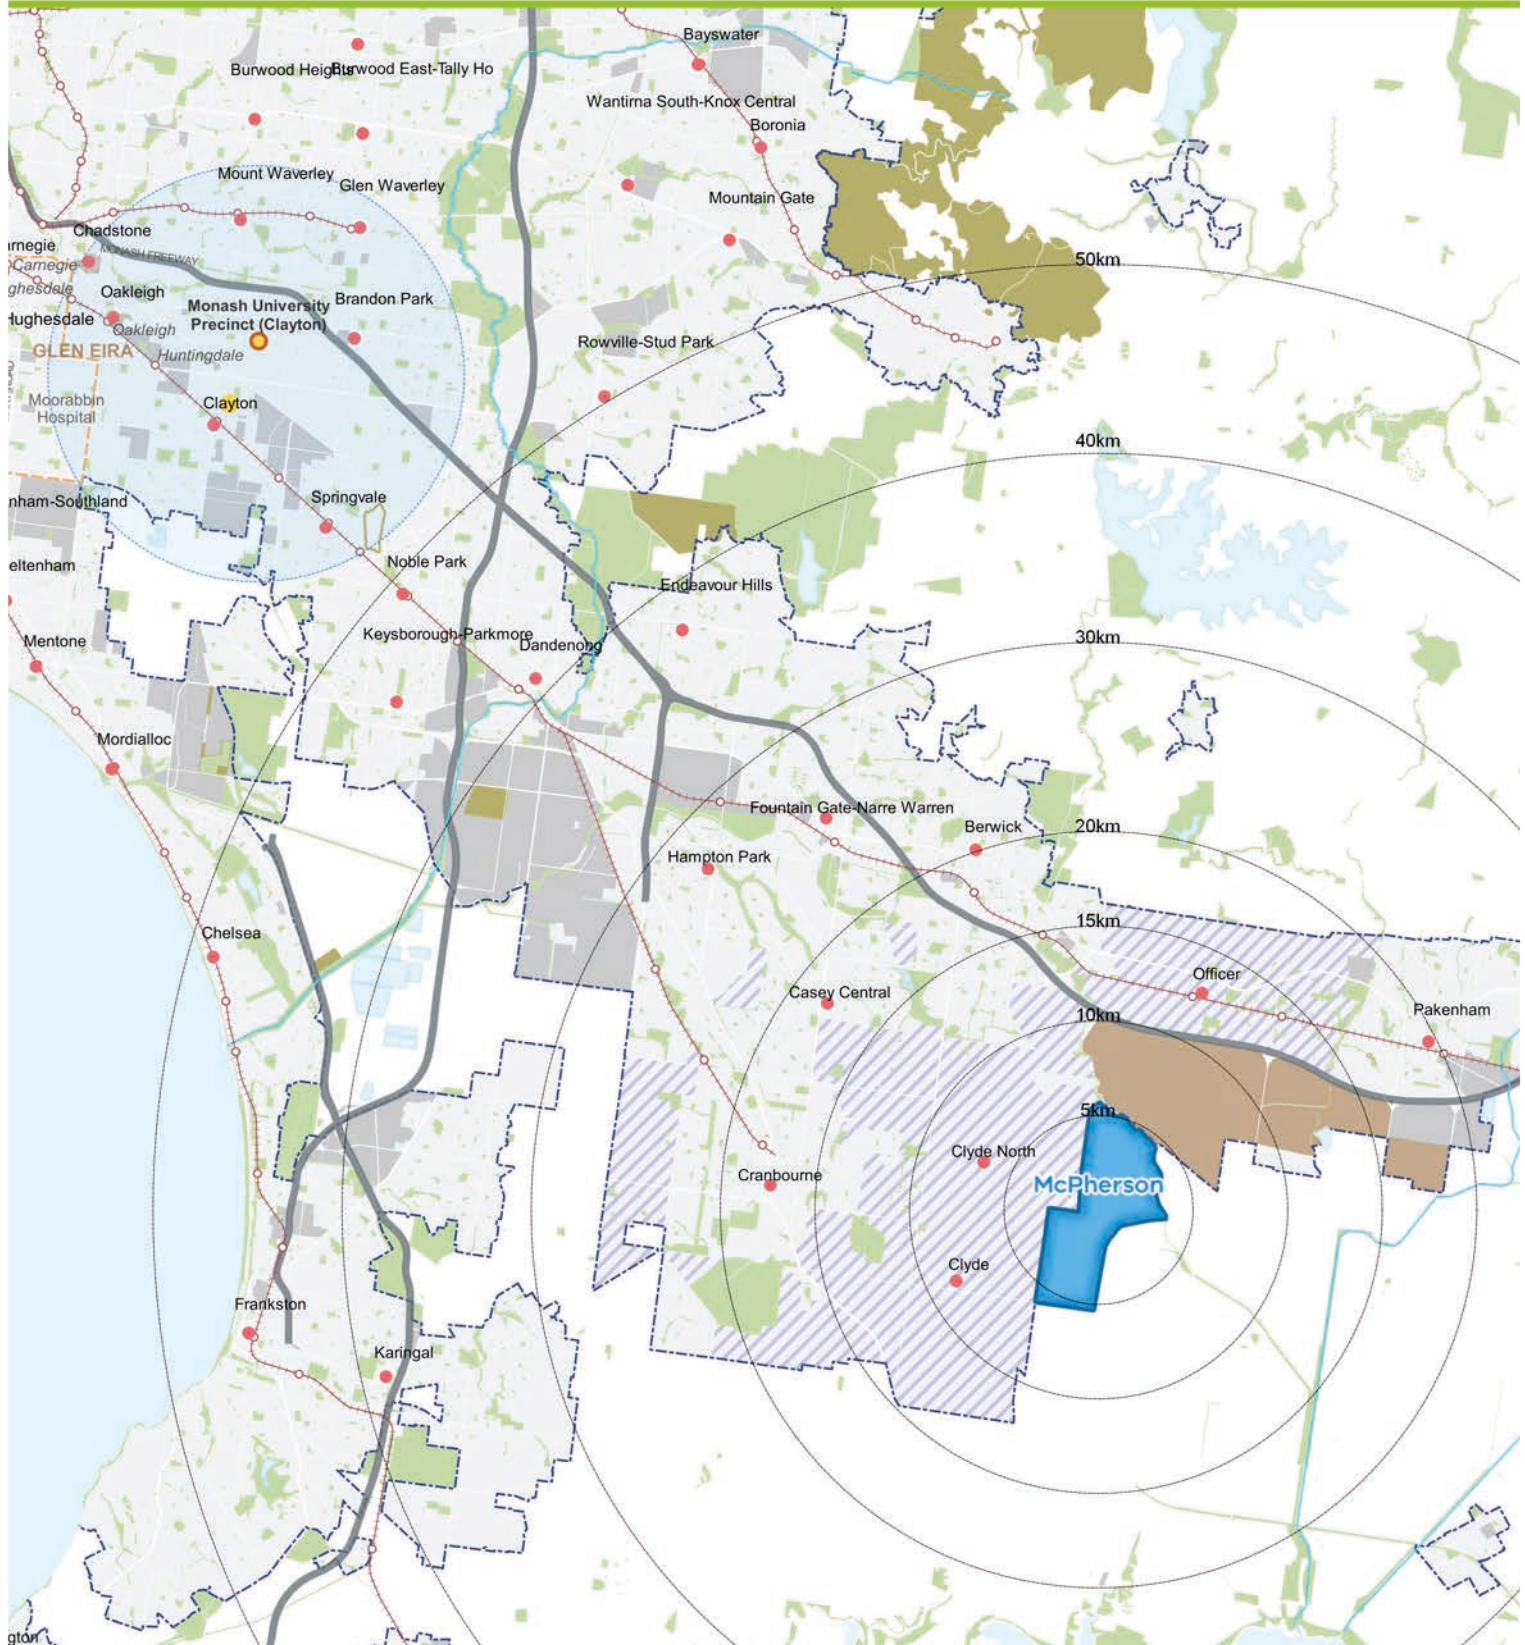 Bayswater
Burwood Heights
Burwood East-Tally Ho
Wantirna South-Knox Central
Boronia
Mount Waverley
Glen Waverley
Mountain Gate
Chadstone
MONASH FREEWAY
arnegie
Carnegie
50km
ghesdale
Oakleigh
Monash University
Precinct (Clayton)
Brandon Park
Hughesdale
Oakleigh
GLEN EIRA
Huntingdale
Rowville-Stud Park
Moorabbin
Hospital
Clayton
40km
nham-Southland
Springvale
eltenham
Noble Park
Endeavour Hills
Mentone
Keysborough-Parkmore
Dandenong
30km
Mordialloc
Fountain Gate-Narre Warren
Berwick
20km
Hampton Park
Chelsea
15km
Officer
Casey Central
Pakenham
10km
5km
Clyde North
Cranbourne
McPherson
Clyde
Frankston
Karingal
gton